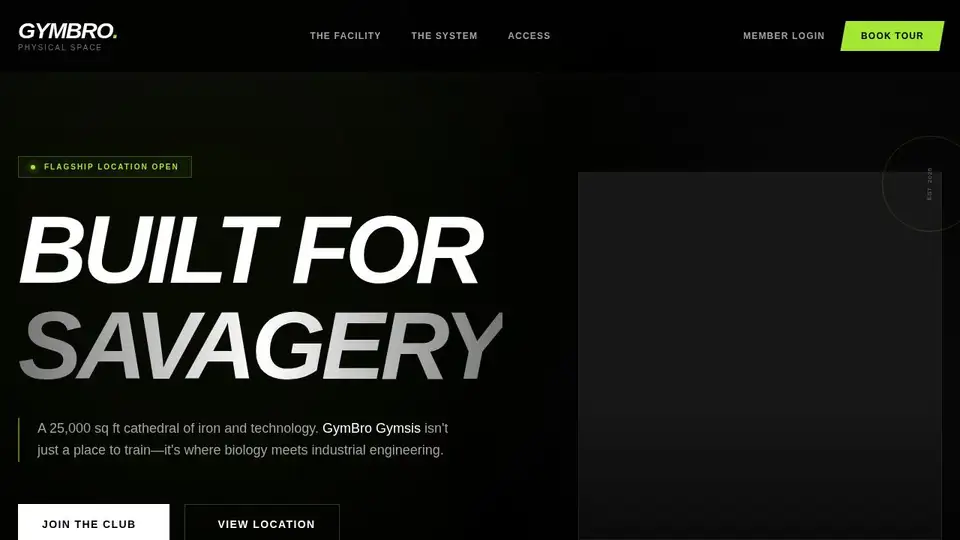 GYMBRO.
PHYSICAL SPACE
THE FACILITY
THE SYSTEM
ACCESS
MEMBER LOGIN
BOOK TOUR
FLAGSHIP LOCATION OPEN
EST 2025
BUILT FOR
SAVAGERY
A 25,000 sq ft cathedral of iron and technology. GymBro Gymsis isn't
just a place to train—it's where biology meets industrial engineering.
JOIN THE CLUB
VIEW LOCATION